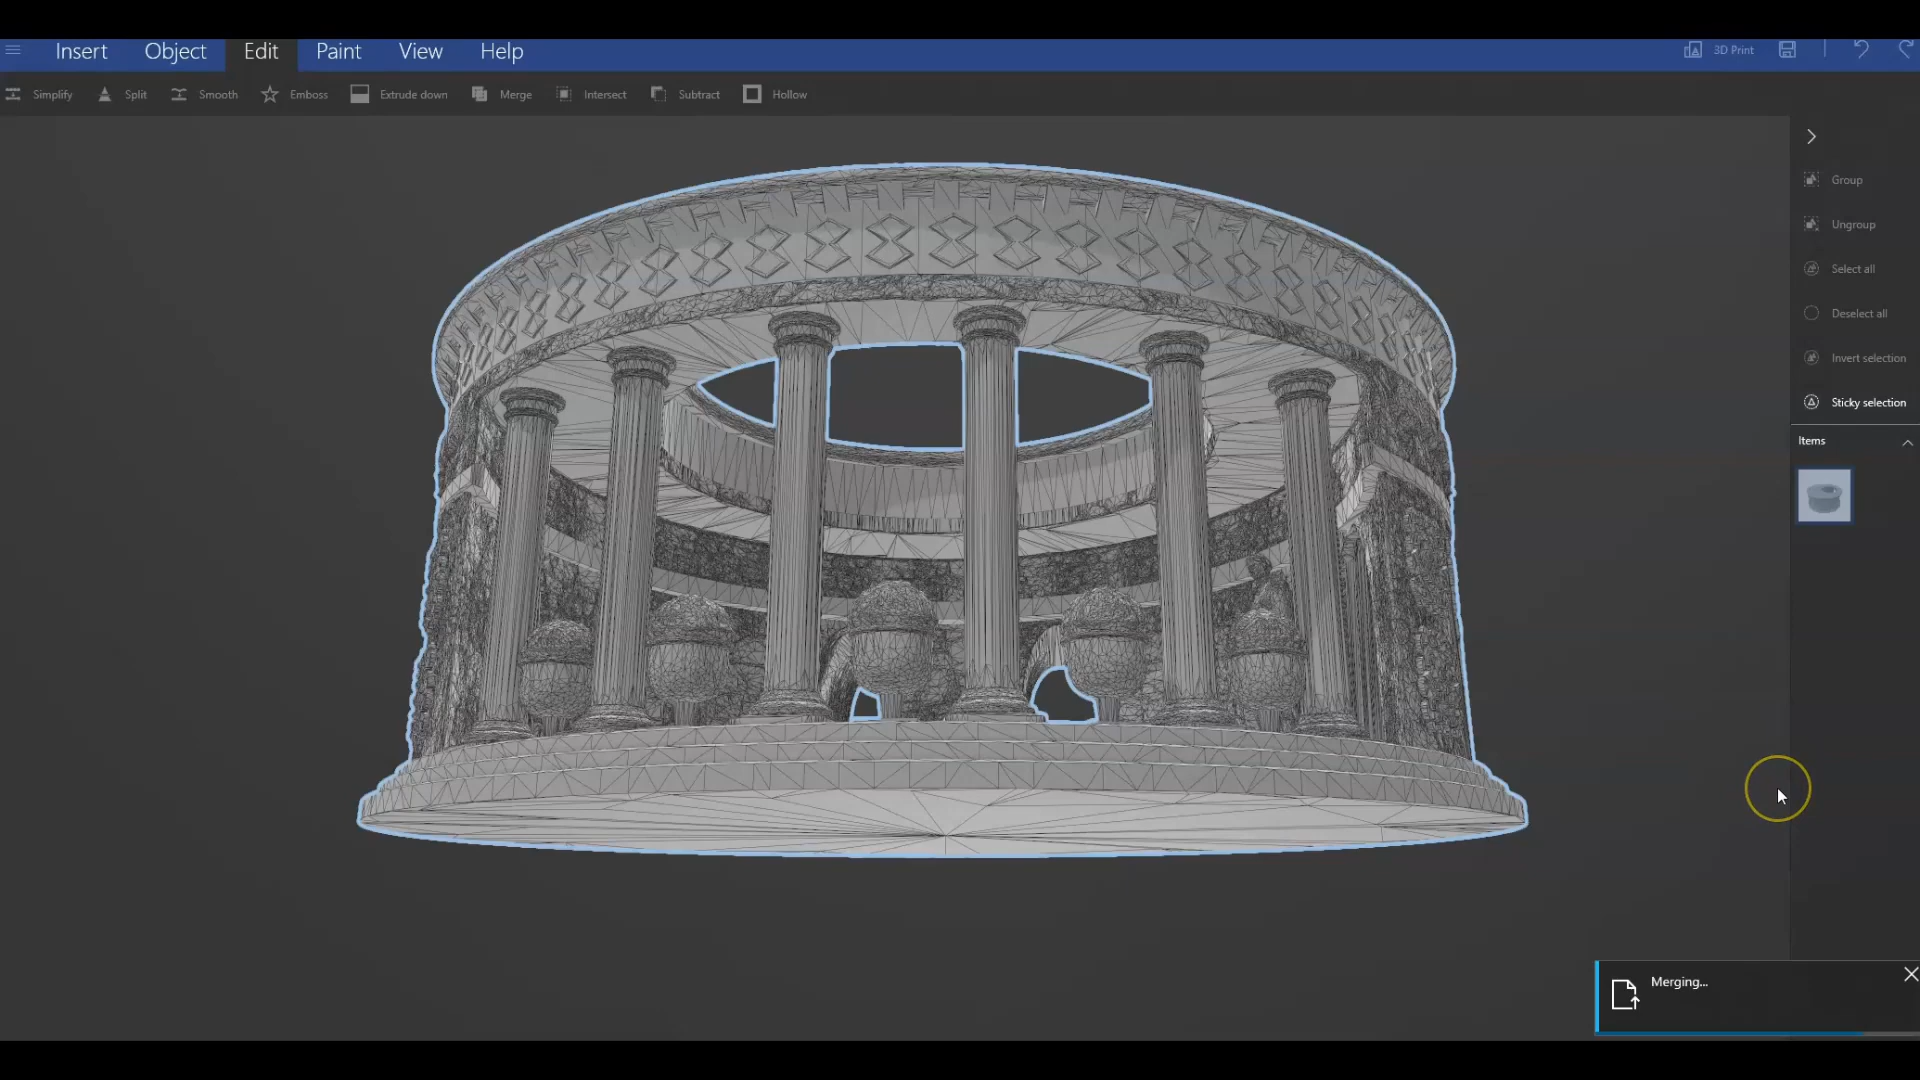 Insert Object Edit Paint View Help 3D Print
Simplify Split Smooth Emboss Extrude down Merge Intersect Subtract Hollow
Group
Ungroup
Select all
Deselect all
Invert selection
Sticky selection
Items
Merging...